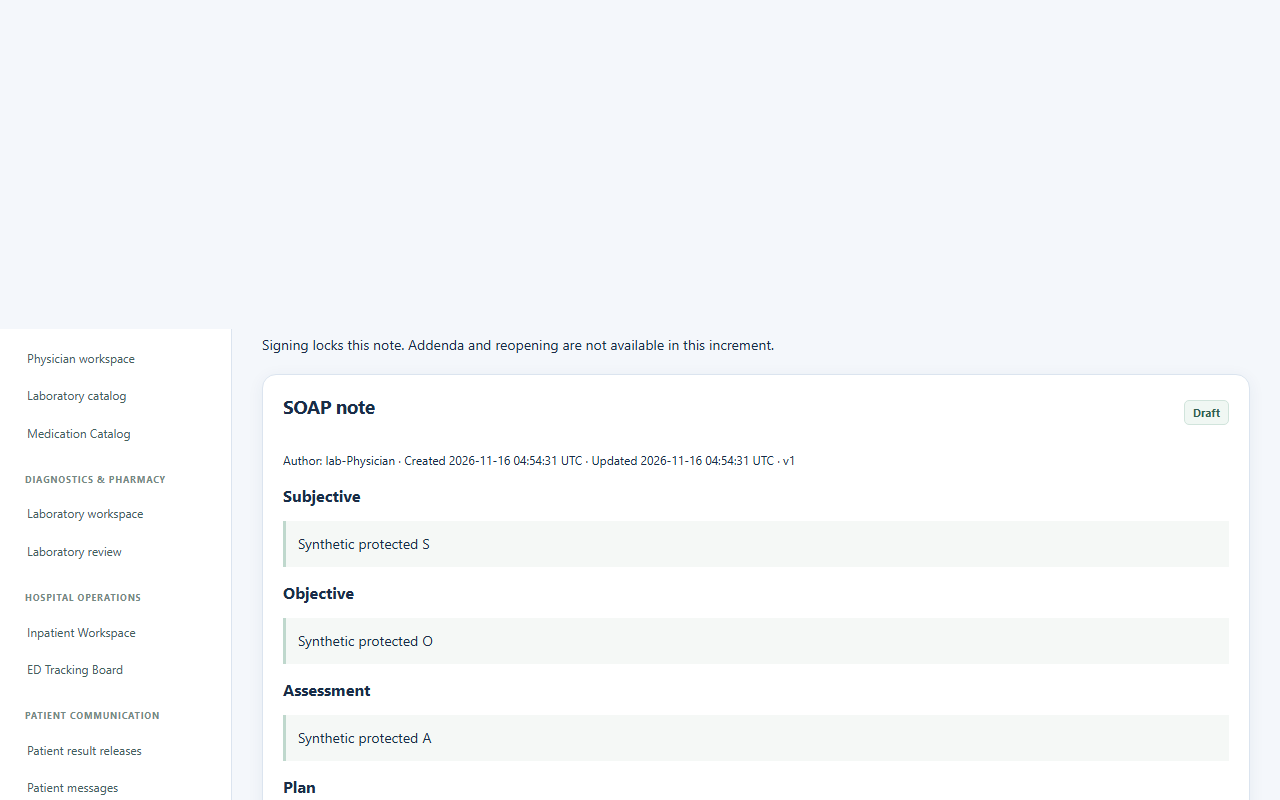 Physician workspace
Laboratory catalog
Medication Catalog
DIAGNOSTICS & PHARMACY
Laboratory workspace
Laboratory review
HOSPITAL OPERATIONS
Inpatient Workspace
ED Tracking Board
PATIENT COMMUNICATION
Patient result releases
Patient messages
Signing locks this note. Addenda and reopening are not available in this increment.
SOAP note
Draft
Author: lab-Physician · Created 2026-11-16 04:54:31 UTC · Updated 2026-11-16 04:54:31 UTC · v1
Subjective
Synthetic protected S
Objective
Synthetic protected O
Assessment
Synthetic protected A
Plan